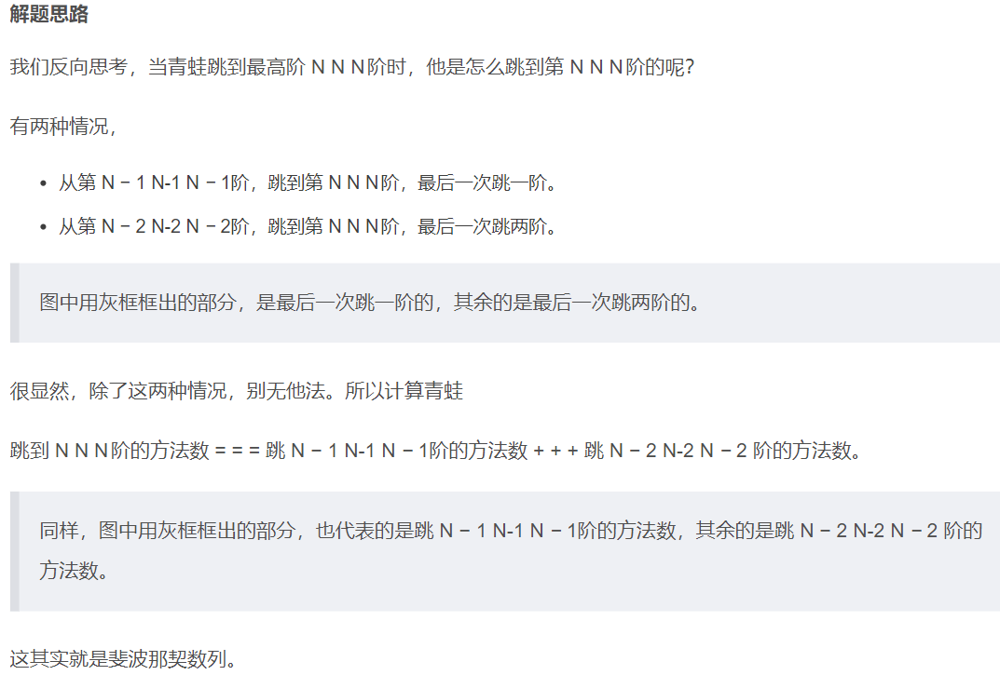 解题思路
我们反向思考，当青蛙跳到最高阶 N N N阶时，他是怎么跳到第 N N N阶的呢？
有两种情况，
从第 N − 1 N-1 N − 1阶，跳到第 N N N阶，最后一次跳一阶。
从第 N − 2 N-2 N − 2阶，跳到第 N N N阶，最后一次跳两阶。
图中用灰框框出的部分，是最后一次跳一阶的，其余的是最后一次跳两阶的。
很显然，除了这两种情况，别无他法。所以计算青蛙
跳到 N N N阶的方法数 = = = 跳 N − 1 N-1 N − 1阶的方法数 + + + 跳 N − 2 N-2 N − 2 阶的方法数。
同样，图中用灰框框出的部分，也代表的是跳 N − 1 N-1 N − 1阶的方法数，其余的是跳 N − 2 N-2 N − 2 阶的
方法数。
这其实就是斐波那契数列。